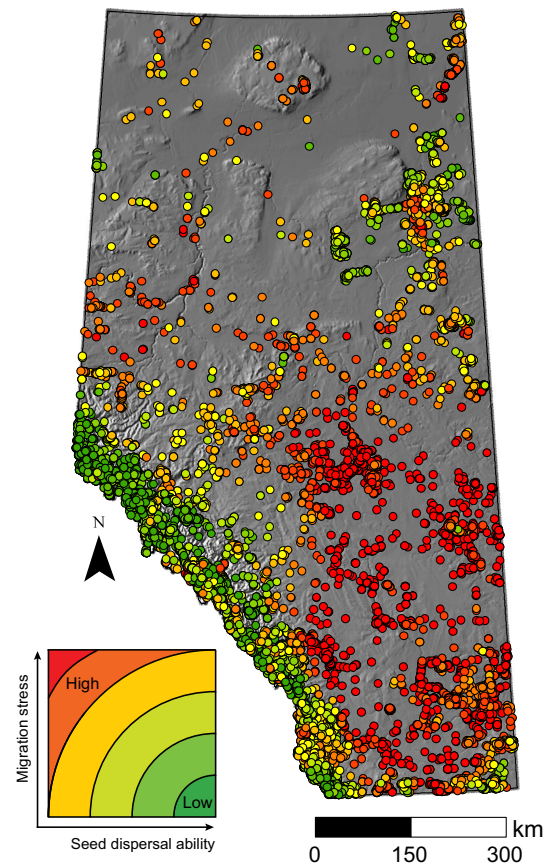 N
Migration stress
High
Low
Seed dispersal ability
km
0 150 300